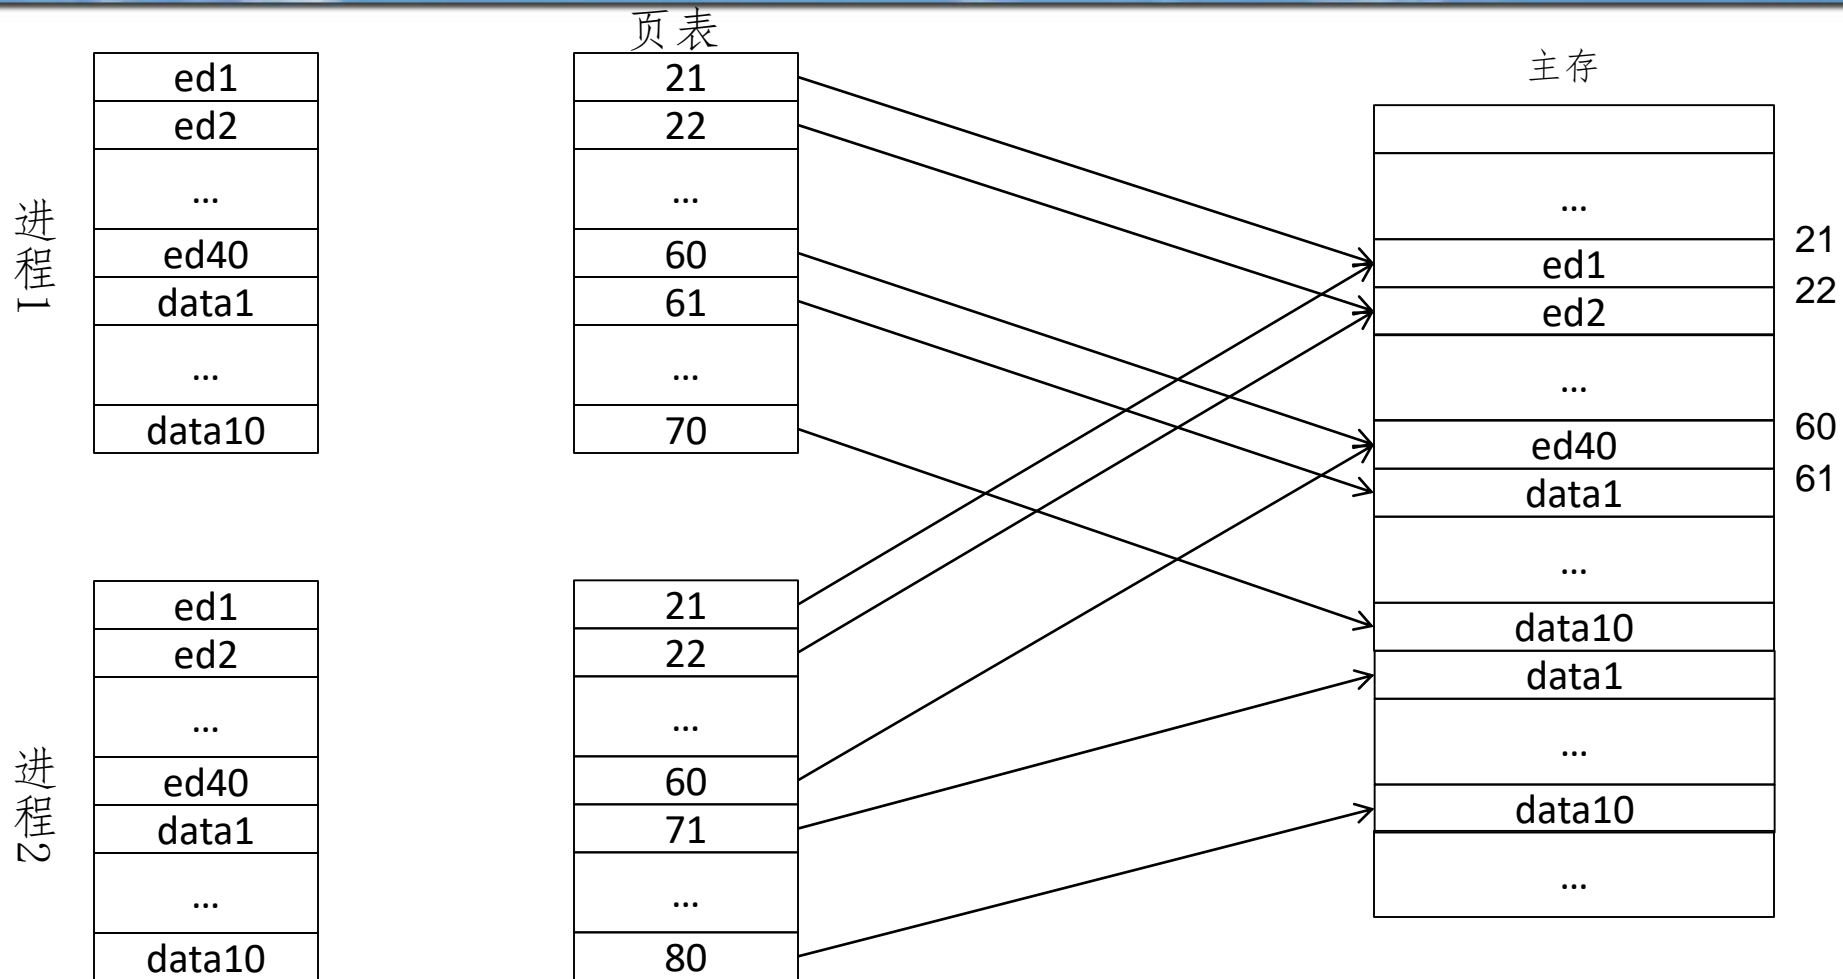 页表
主存
进程1
ed1
ed2
...
ed40
data1
...
data10
21
22
...
60
61
...
70
进程2
ed1
ed2
...
ed40
data1
...
data10
21
22
...
60
71
...
80
...
ed1
21
ed2
22
...
ed40
60
data1
61
...
data10
data1
...
data10
...